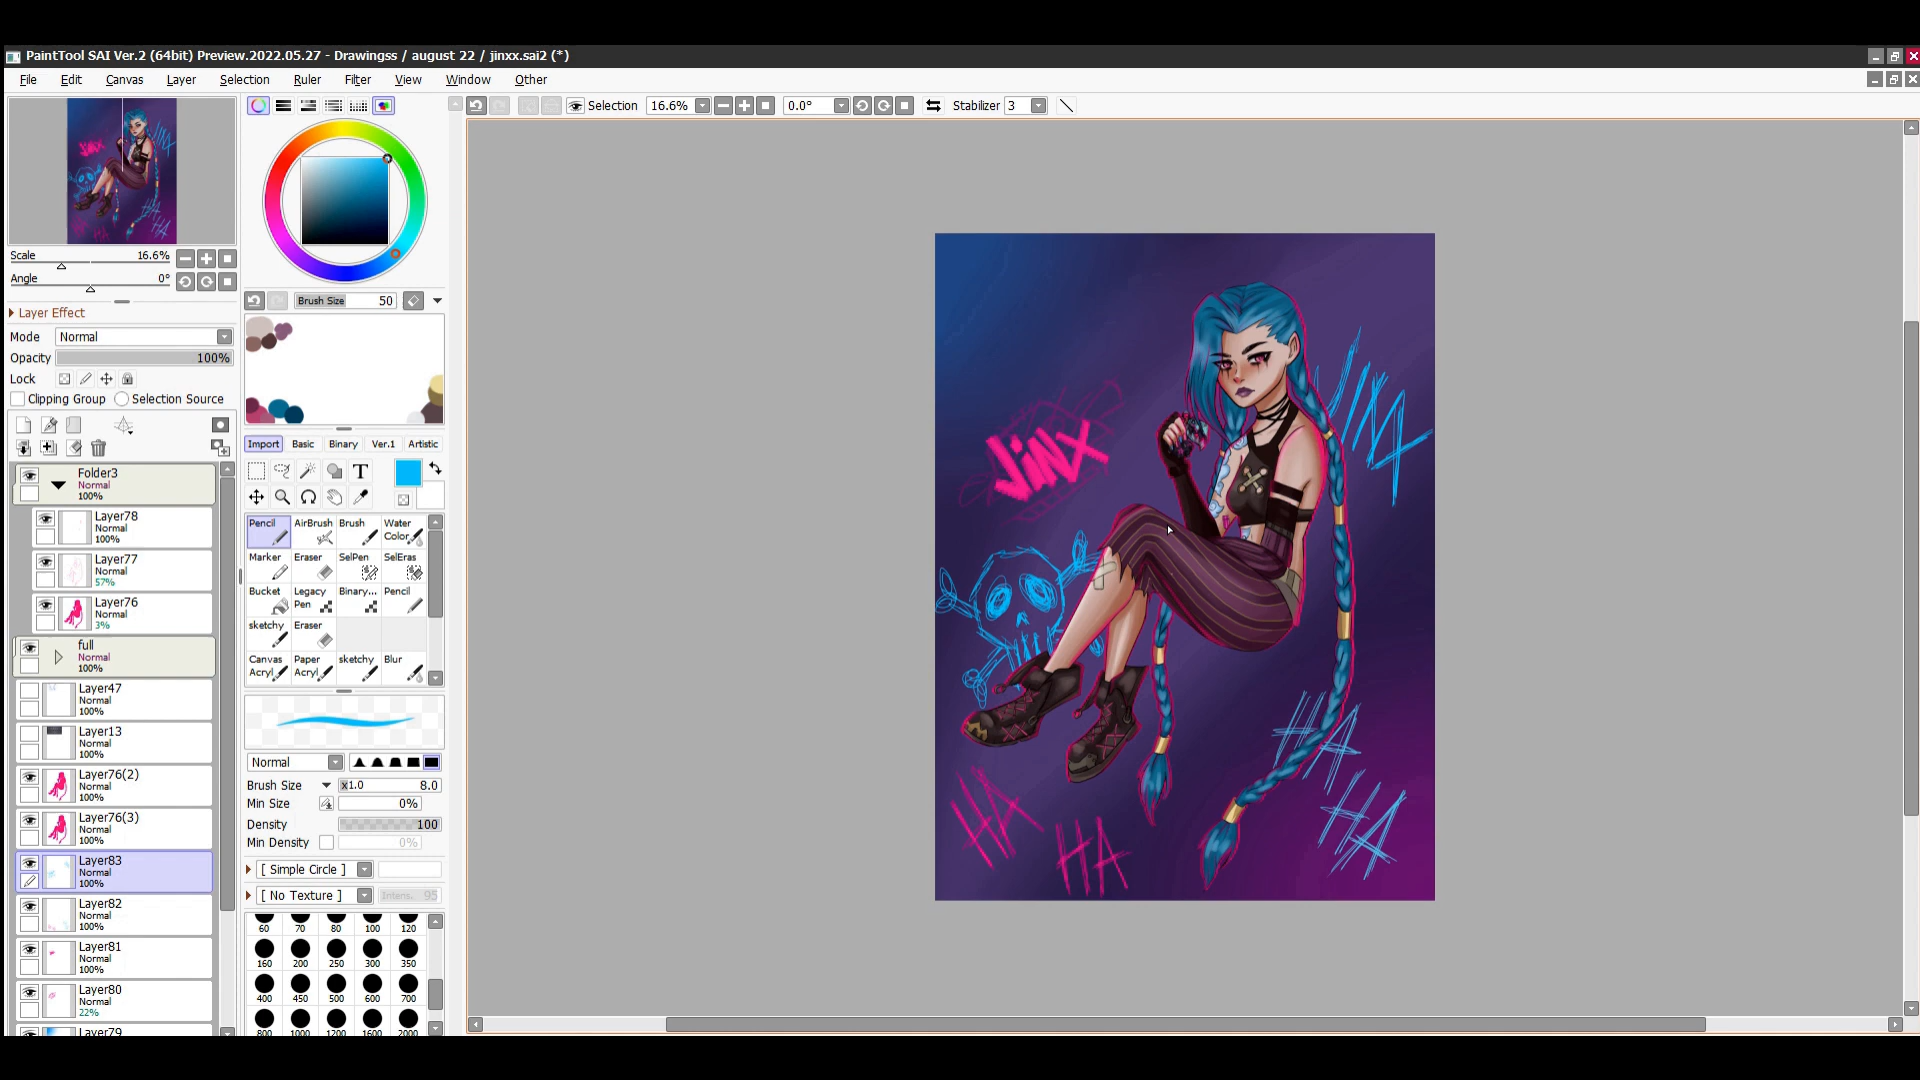 PaintTool SAI Ver.2 (64bit) Preview.2022.05.27 - Drawingss / august 22 / jinxx.sai2 (*)
File Edit Canvas Layer Selection Ruler Filter View Window Other
Selection 16.6% 0.0° Stabilizer 3
Scale 16.6%
Angle 0°
Layer Effect
Mode Normal
Opacity 100%
Lock
Clipping Group Selection Source
Folder3
Normal
100%
Layer78
Normal
100%
Layer77
Normal
57%
Layer76
Normal
3%
full
Normal
100%
Layer47
Normal
100%
Layer13
Normal
100%
Layer76(2)
Normal
100%
Layer76(3)
Normal
100%
Layer83
Normal
100%
Layer82
Normal
100%
Layer81
Normal
100%
Layer80
Normal
22%
Layer79
Brush Size 50
Import Basic Binary Ver.1 Artistic
T
Pencil AirBrush Brush Water Color
Marker Eraser SelPen SelEras
Bucket Legacy Pen Binary... Pencil
sketchy Eraser
Canvas Acryl Paper Acryl sketchy Blur
Normal
Brush Size x1.0 8.0
Min Size 0%
Density 100
Min Density 0%
[ Simple Circle ]
[ No Texture ] Intens. 95
60 70 80 100 120
160 200 250 300 350
400 450 500 600 700
800 1000 1200 1600 2000
JINX
JiNX
HA
HA
HA
HA